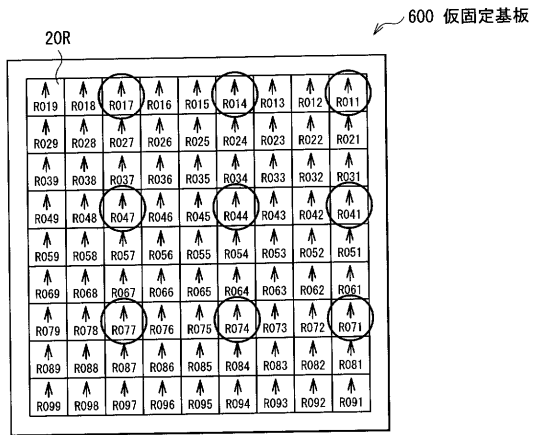 600 仮固定基板
20R
R019 R018 R017 R016 R015 R014 R013 R012 R011
R029 R028 R027 R026 R025 R024 R023 R022 R021
R039 R038 R037 R036 R035 R034 R033 R032 R031
R049 R048 R047 R046 R045 R044 R043 R042 R041
R059 R058 R057 R056 R055 R054 R053 R052 R051
R069 R068 R067 R066 R065 R064 R063 R062 R061
R079 R078 R077 R076 R075 R074 R073 R072 R071
R089 R088 R087 R086 R085 R084 R083 R082 R081
R099 R098 R097 R096 R095 R094 R093 R092 R091